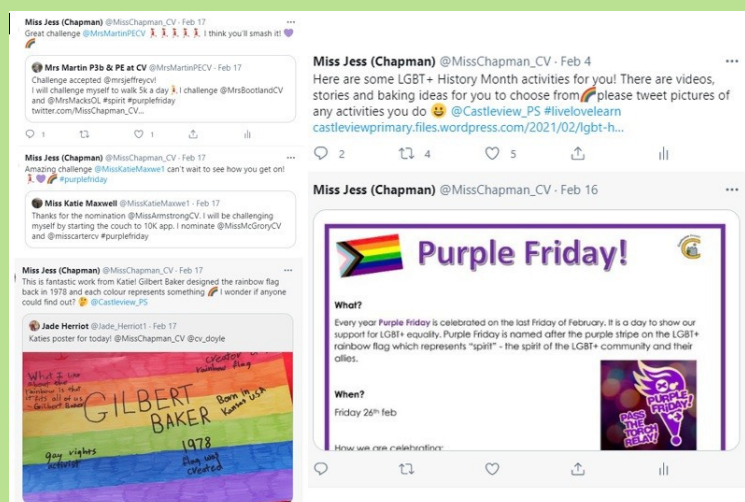 Miss Jess (Chapman) @MissChapman_CV · Feb 17
Great challenge @MrsMartinPECV 💃💃💃💃💃 I think you'll smash it! 💜
🌈
Mrs Martin P3b & PE at CV @MrsMartinPECV · Feb 17
Challenge accepted @mrsjeffreycv!
I will challenge myself to walk 5k a day🏃I challenge @MrsBootlandCV
and @MrsMacksOL #spirit #purplefriday
twitter.com/MissChapman_CV...
1 1
Miss Jess (Chapman) @MissChapman_CV · Feb 17
Amazing challenge @MissKatieMaxwe1 can't wait to see how you get on!
💃💜🌈 #purplefriday
Miss Katie Maxwell @MissKatieMaxwe1 · Feb 17
Thanks for the nomination @MissArmstrongCV. I will be challenging
myself by starting the couch to 10K app. I nominate @MissMcGroryCV
and @misscartercv #purplefriday
Miss Jess (Chapman) @MissChapman_CV · Feb 17
This is fantastic work from Katie! Gilbert Baker designed the rainbow flag
back in 1978 and each colour represents something 🌈 I wonder if anyone
could find out? 🤔 @Castleview_PS
Jade Herriot @Jade_Herriot1 · Feb 17
Katies poster for today! @MissChapman_CV @cv_doyle
What I like
about the
rainbow is that
it fits all of us
Gilbert Baker
Creator
rainbow flag
GILBERT
BAKER
Born in
Kansas USA
gay rights
activist
1978
flag was
created
Miss Jess (Chapman) @MissChapman_CV · Feb 4
Here are some LGBT+ History Month activities for you! There are videos,
stories and baking ideas for you to choose from🌈please tweet pictures of
any activities you do 😀 @Castleview_PS #livelovelearn
castleviewprimary.files.wordpress.com/2021/02/lgbt-h...
2 4 5
Miss Jess (Chapman) @MissChapman_CV · Feb 16
Purple Friday!
What?
Every year Purple Friday is celebrated on the last Friday of February. It is a day to show our
support for LGBT+ equality. Purple Friday is named after the purple stripe on the LGBT+
rainbow flag which represents "spirit" - the spirit of the LGBT+ community and their
allies.
When?
Friday 26th feb
How we are celebrating:
PURPLE
FRIDAY!
PASS
THE
TORCH
RELAY!